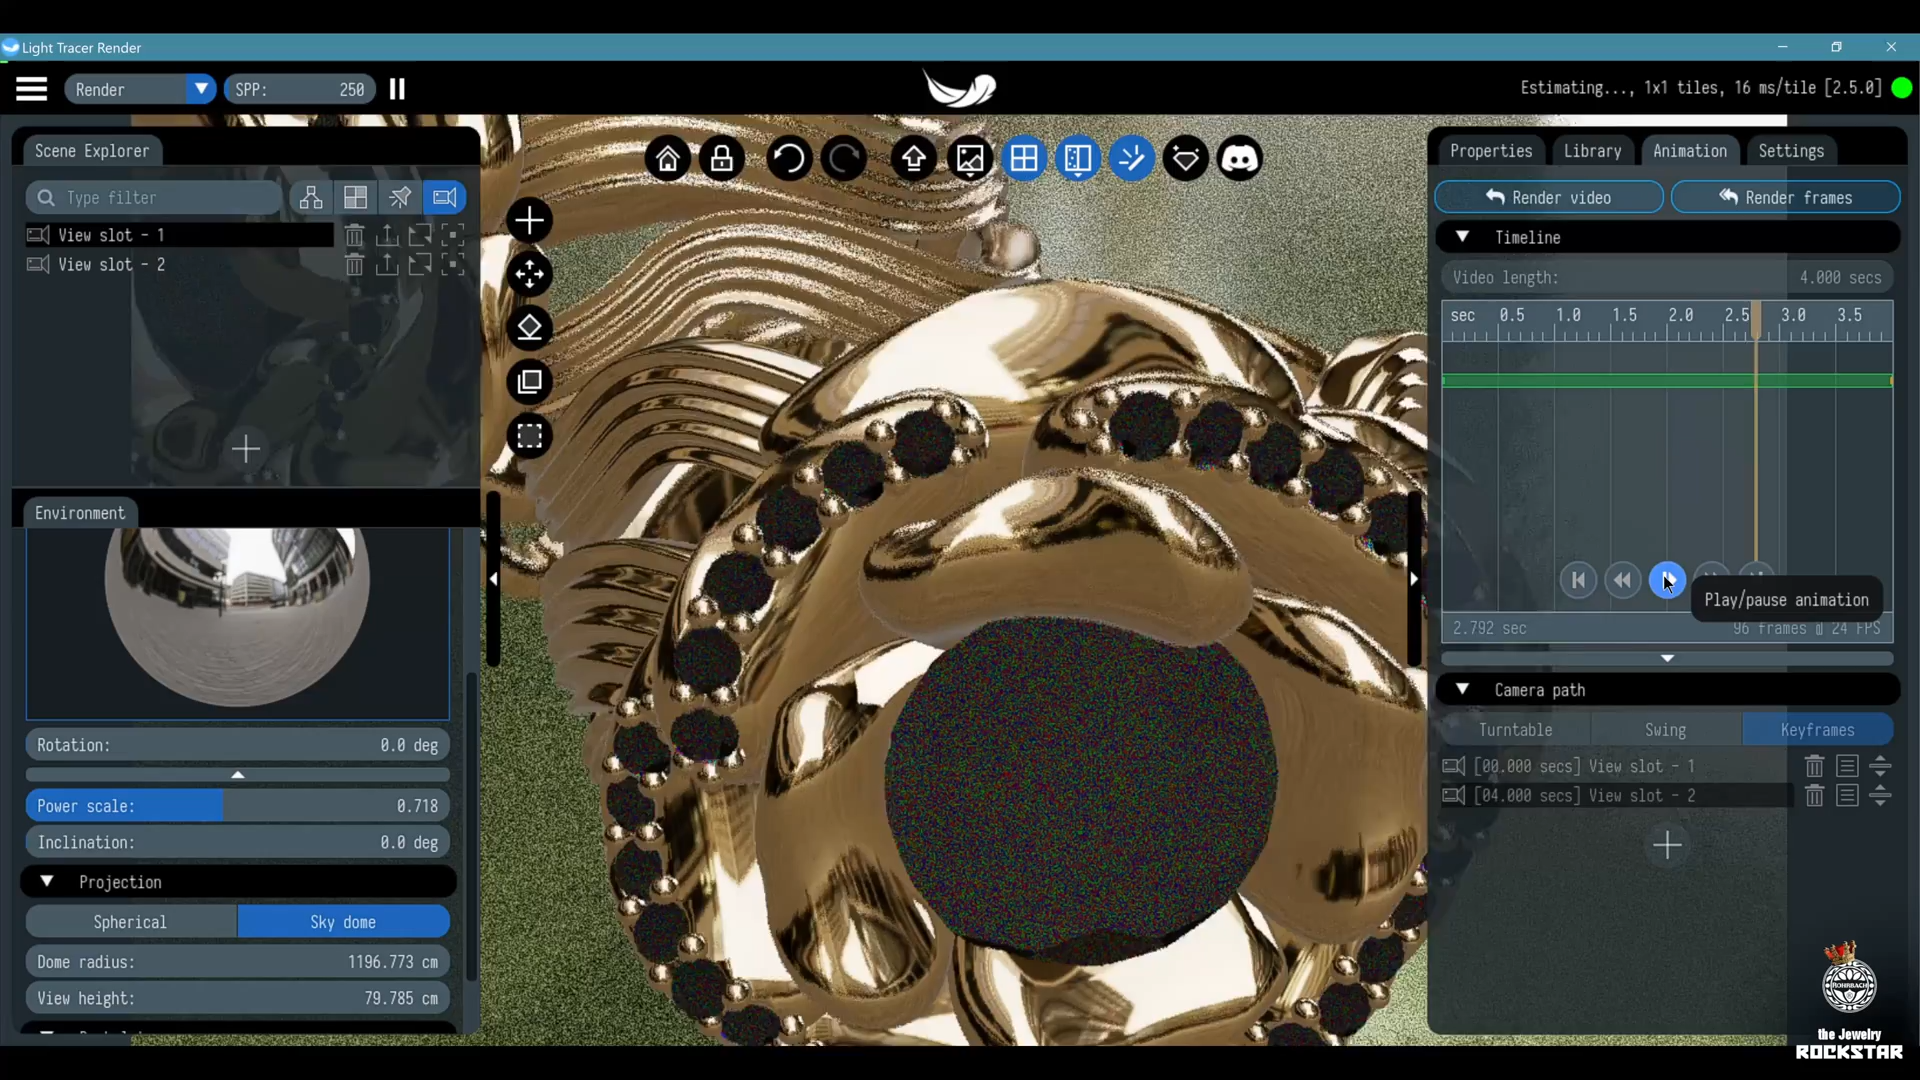 Light Tracer Render
Render
SPP: 250
Estimating..., 1x1 tiles, 16 ms/tile [2.5.0]
Scene Explorer
Type filter
View slot - 1
View slot - 2
Environment
Rotation: 0.0 deg
Power scale: 0.718
Inclination: 0.0 deg
Projection
Spherical
Sky dome
Dome radius: 1196.773 cm
View height: 79.785 cm
Properties
Library
Animation
Settings
Render video
Render frames
Timeline
Video length: 4.000 secs
sec 0.5 1.0 1.5 2.0 2.5 3.0 3.5
Play/pause animation
2.792 sec
96 frames @ 24 FPS
Camera path
Turntable
Swing
Keyframes
[00.000 secs] View slot - 1
[04.000 secs] View slot - 2
ROHRBACH
the Jewelry
ROCKSTAR